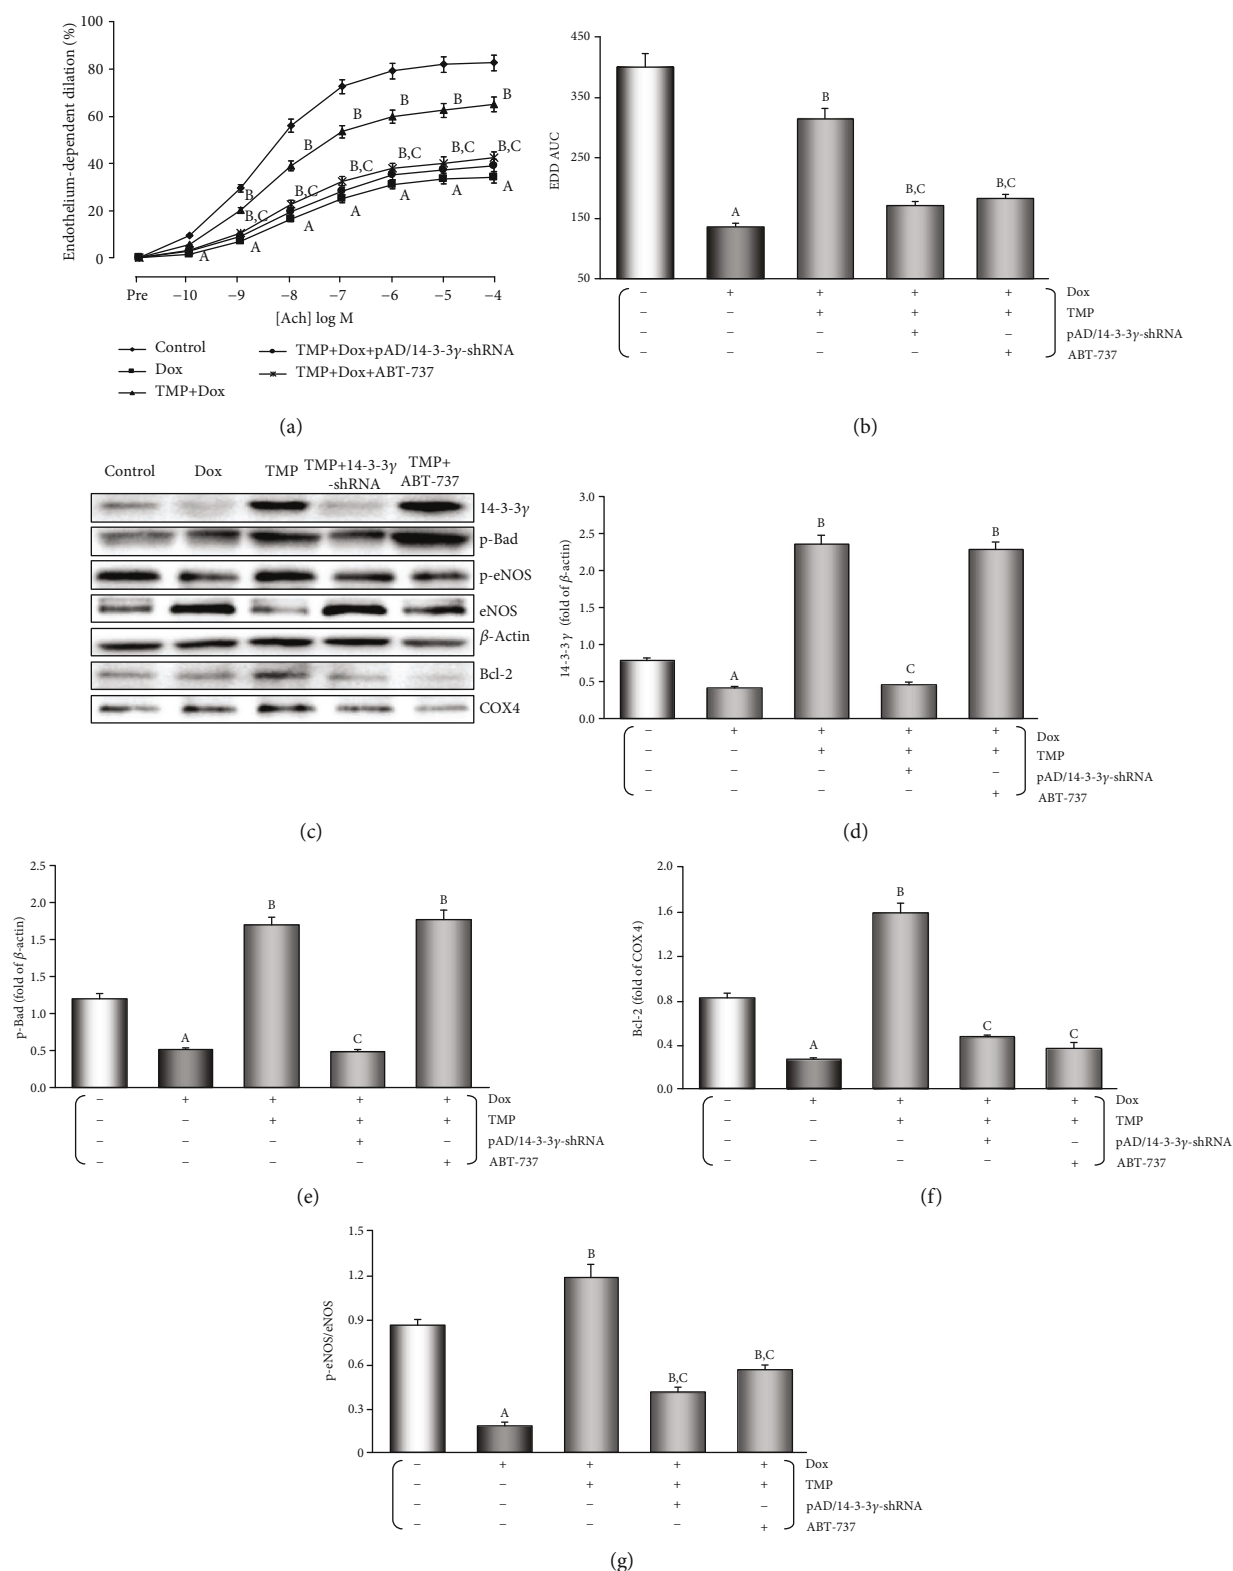 Endothelium-dependent dilation (%)
100
80
60
40
20
0
B B B B B B
B,C B,C B,C B,C B,C B,C
A A A A A A A
Pre −10 −9 −8 −7 −6 −5 −4
[Ach] log M
Control
Dox
TMP+Dox
TMP+Dox+pAD/14-3-3γ-shRNA
TMP+Dox+ABT-737
(a)
EDD AUC
450
350
250
150
50
A B B,C B,C
− + + + + Dox
− − + + + TMP
− − − + − pAD/14-3-3γ-shRNA
− − − − + ABT-737
(b)
Control Dox TMP TMP+14-3-3γ -shRNA TMP+ ABT-737
14-3-3γ
p-Bad
p-eNOS
eNOS
β-Actin
Bcl-2
COX4
(c)
14-3-3 γ (fold of β-actin)
3.0
2.5
2.0
1.5
1.0
0.5
0.0
A B C B
− + + + + Dox
− − + + + TMP
− − − + − pAD/14-3-3γ-shRNA
− − − − + ABT-737
(d)
p-Bad (fold of β-actin)
2.5
2.0
1.5
1.0
0.5
0.0
A B C B
− + + + + Dox
− − + + + TMP
− − − + − pAD/14-3-3γ-shRNA
− − − − + ABT-737
(e)
Bcl-2 (fold of COX 4)
2.0
1.6
1.2
0.8
0.4
0.0
A B C C
− + + + + Dox
− − + + + TMP
− − − + − pAD/14-3-3γ-shRNA
− − − − + ABT-737
(f)
p-eNOS/eNOS
1.5
1.2
0.9
0.6
0.3
0
A B B,C B,C
− + + + + Dox
− − + + + TMP
− − − + − pAD/14-3-3γ-shRNA
− − − − + ABT-737
(g)